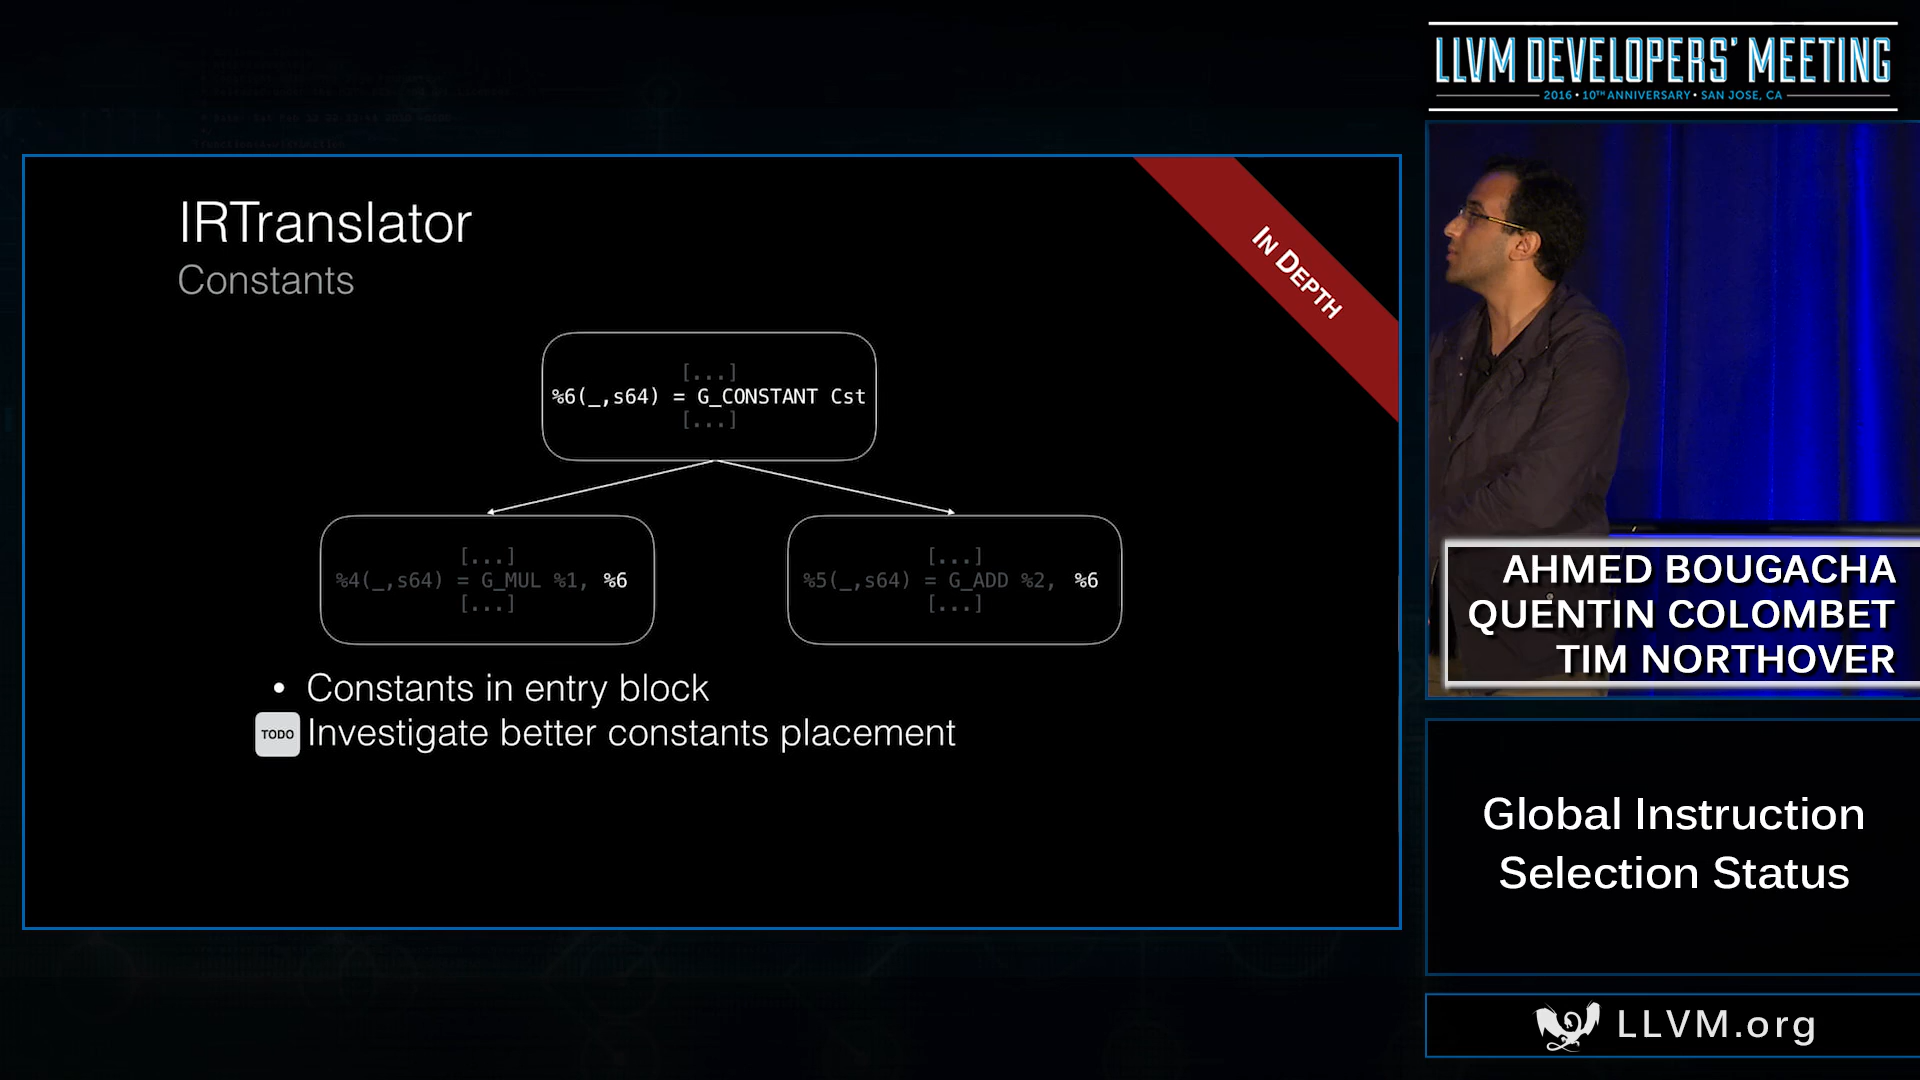 LLVM DEVELOPERS' MEETING
2016 • 10TH ANNIVERSARY • SAN JOSE, CA
IRTranslator
Constants
IN DEPTH
[...]
%6(_,s64) = G_CONSTANT Cst
[...]
[...]
%4(_,s64) = G_MUL %1, %6
[...]
[...]
%5(_,s64) = G_ADD %2, %6
[...]
• Constants in entry block
TODO Investigate better constants placement
AHMED BOUGACHA
QUENTIN COLOMBET
TIM NORTHOVER
Global Instruction
Selection Status
LLVM.org